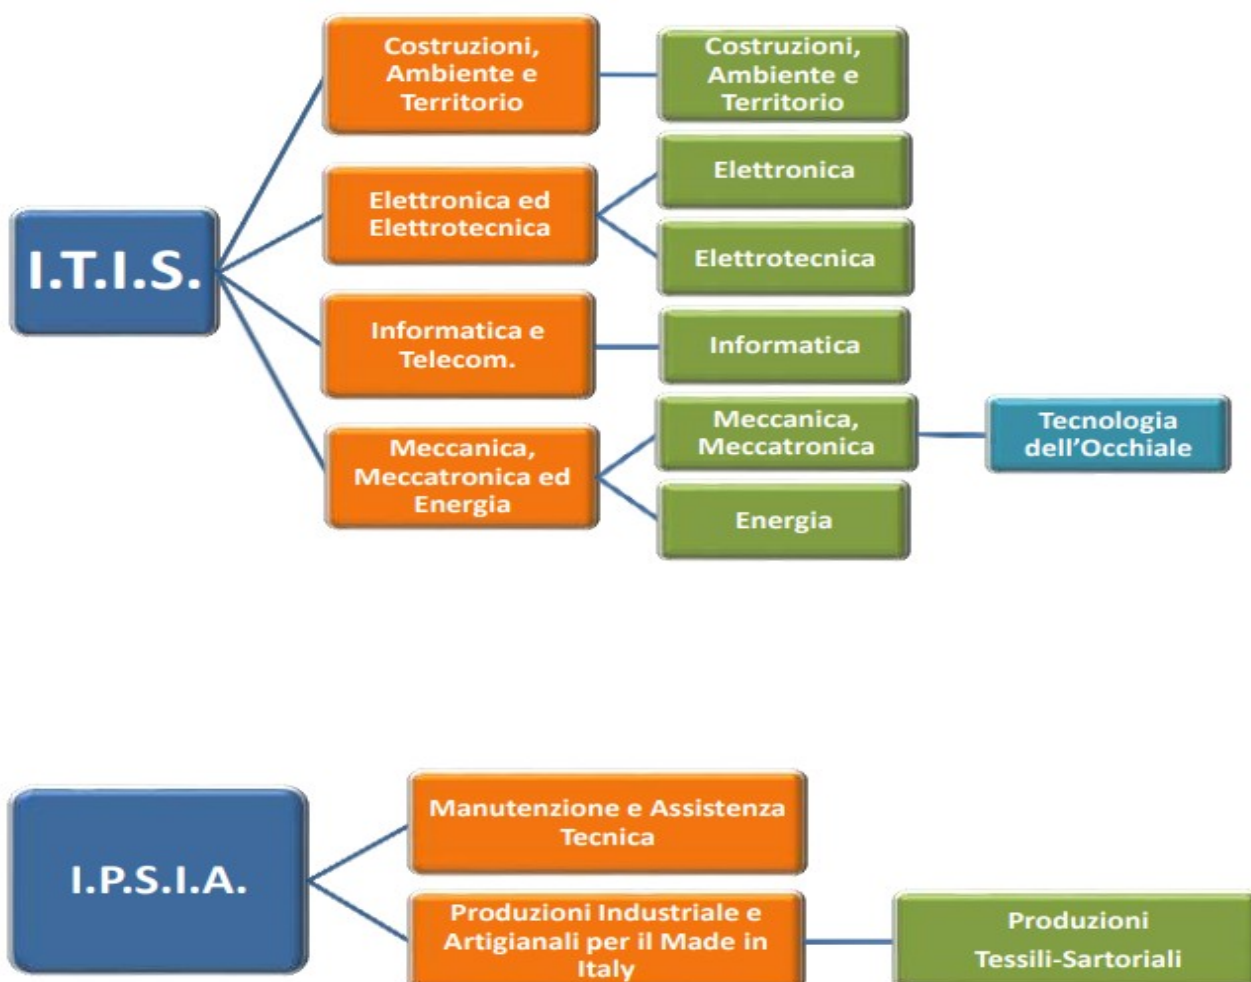 I.T.I.S.
Costruzioni,
Ambiente e
Territorio
Costruzioni,
Ambiente e
Territorio
Elettronica ed
Elettrotecnica
Elettronica
Elettrotecnica
Informatica e
Telecom.
Informatica
Meccanica,
Meccatronica ed
Energia
Meccanica,
Meccatronica
Tecnologia
dell’Occhiale
Energia
I.P.S.I.A.
Manutenzione e Assistenza
Tecnica
Produzioni Industriale e
Artigianali per il Made in
Italy
Produzioni
Tessili-Sartoriali